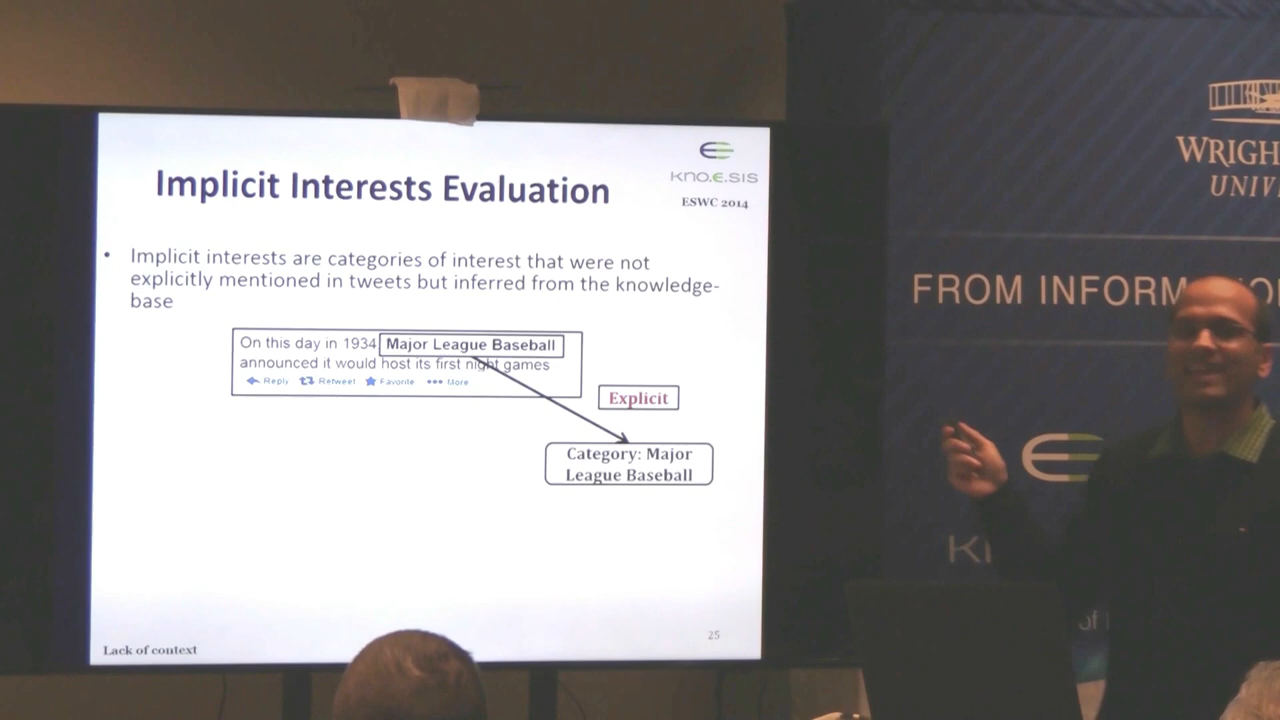 Implicit Interests Evaluation
KNO.E.SIS
ESWC 2014
• Implicit interests are categories of interest that were not
explicitly mentioned in tweets but inferred from the knowledge-
base
On this day in 1934 Major League Baseball
announced it would host its first night games
Reply Retweet Favorite More
Explicit
Category: Major
League Baseball
25
Lack of context
WRIGH
UNIV
FROM INFORM